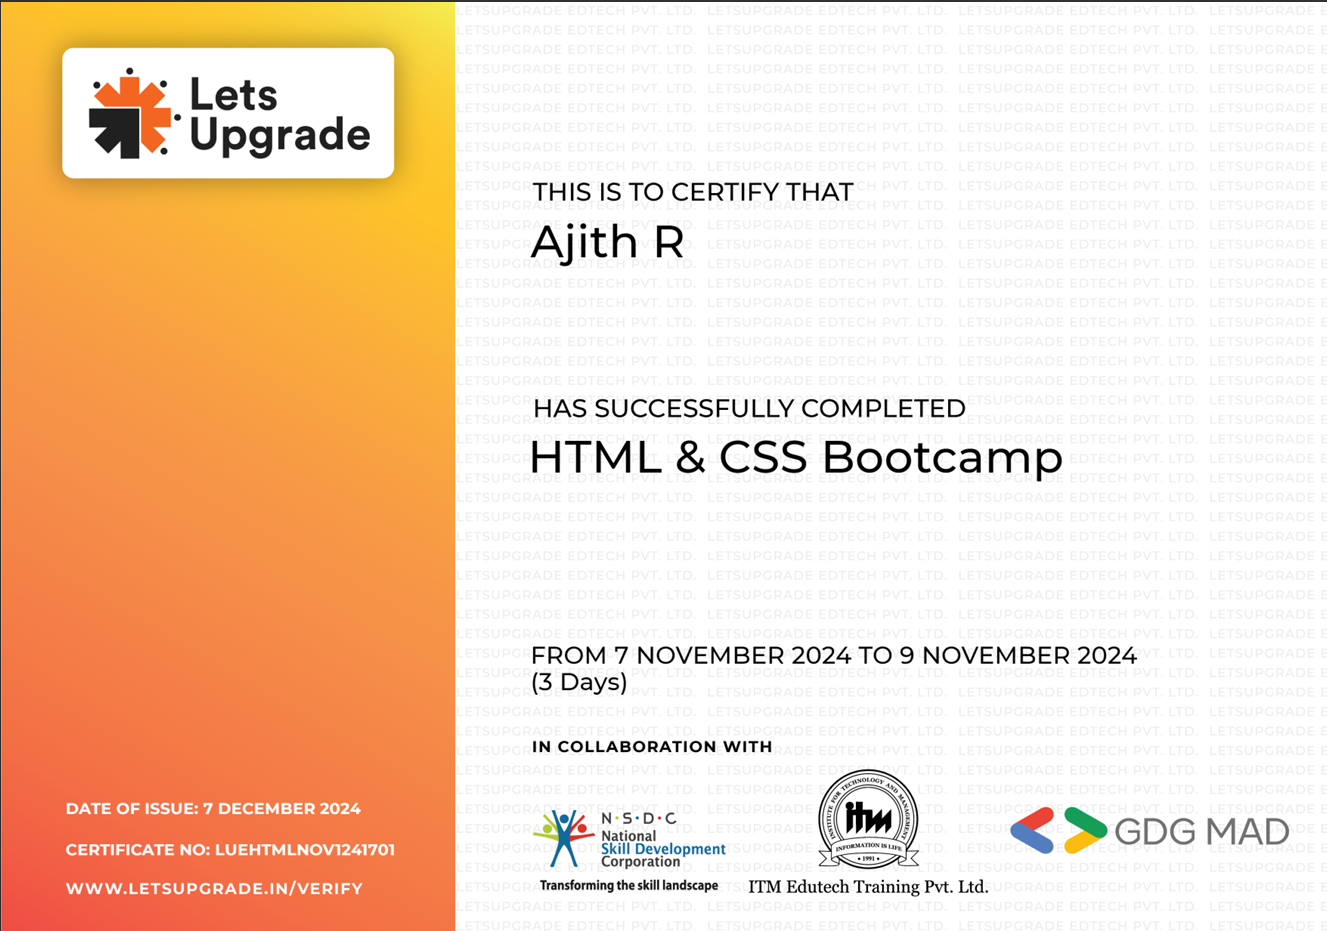 Lets
Upgrade
THIS IS TO CERTIFY THAT
Ajith R
HAS SUCCESSFULLY COMPLETED
HTML & CSS Bootcamp
FROM 7 NOVEMBER 2024 TO 9 NOVEMBER 2024
(3 Days)
IN COLLABORATION WITH
N·S·D·C
National
Skill Development
Corporation
Transforming the skill landscape
INSTITUTE FOR TECHNOLOGY AND MANAGEMENT
itm
INFORMATION IS LIFE
• 1991 •
ITM Edutech Training Pvt. Ltd.
GDG MAD
DATE OF ISSUE: 7 DECEMBER 2024
CERTIFICATE NO: LUEHTMLNOV1241701
WWW.LETSUPGRADE.IN/VERIFY
LETSUPGRADE EDTECH PVT. LTD.